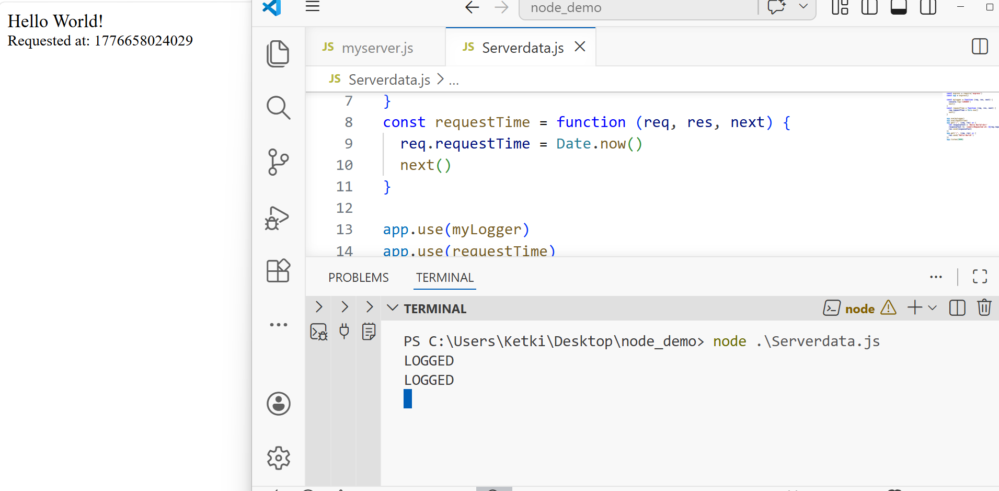 Hello World!
Requested at: 1776658024029
node_demo
JS myserver.js
JS Serverdata.js
JS Serverdata.js > ...
7 }
8 const requestTime = function (req, res, next) {
9 req.requestTime = Date.now()
10 next()
11 }
12
13 app.use(myLogger)
14 app.use(requestTime)
PROBLEMS TERMINAL
TERMINAL
node
PS C:\Users\Ketki\Desktop\node_demo> node .\Serverdata.js
LOGGED
LOGGED